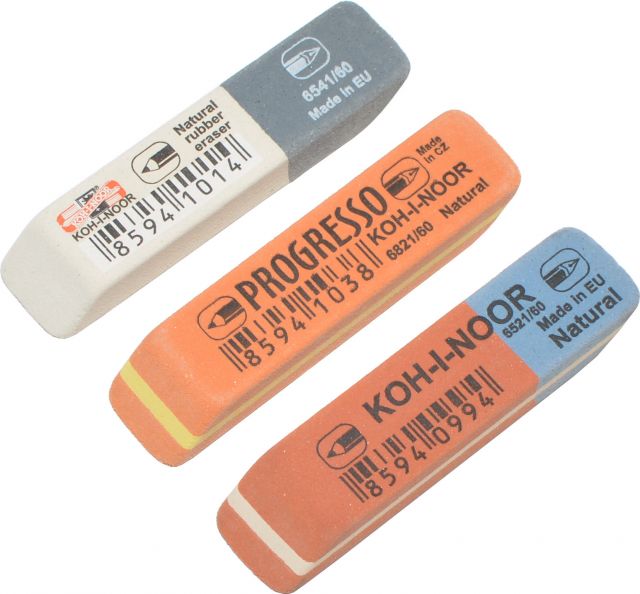 KOH-I-NOOR
KOH-I-NOOR
8594 1014
Natural
rubber
eraser
6541/60
Made in EU
PROGRESSO
8594 1038
KOH-I-NOOR
6821/60
Natural
Made
in CZ
KOH-I-NOOR
8594 0994
6521/60
Made in EU
Natural